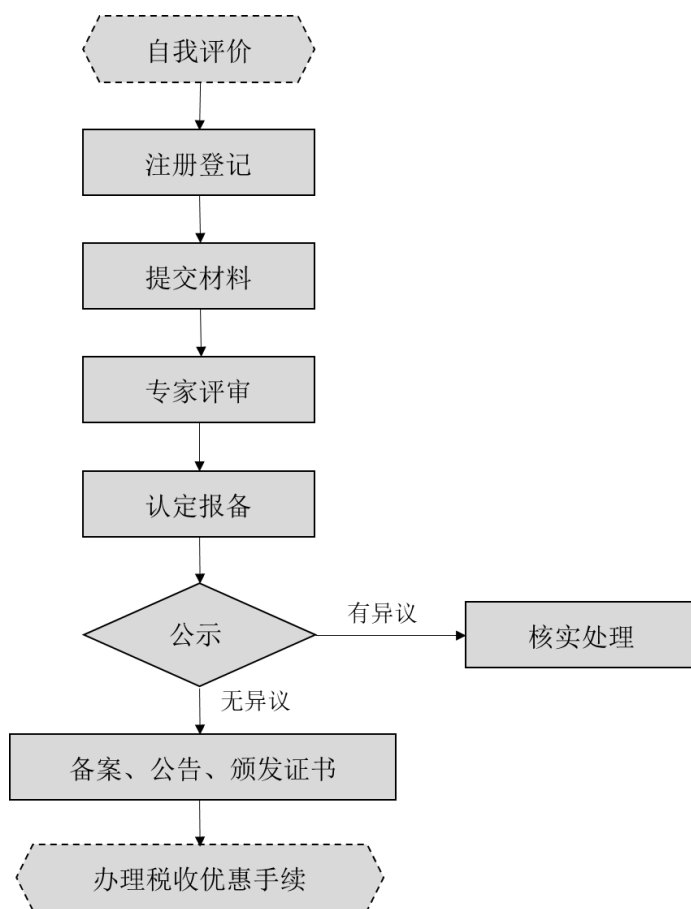 自我评价
注册登记
提交材料
专家评审
认定报备
公示
有异议
核实处理
无异议
备案、公告、颁发证书
办理税收优惠手续